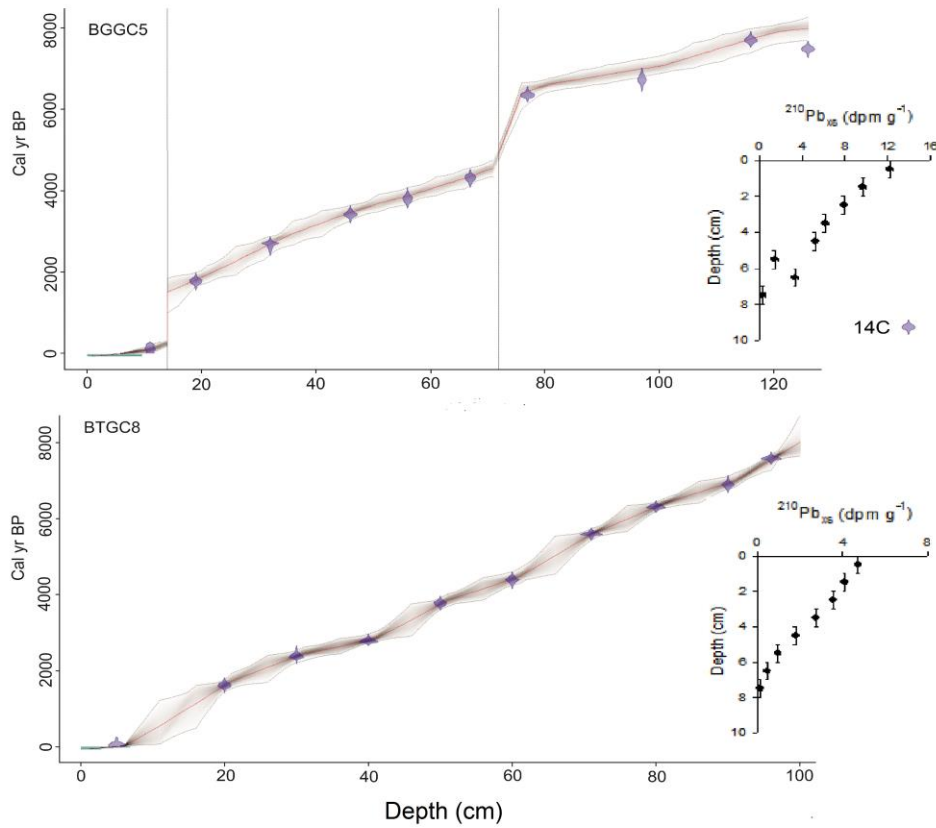 BGGC5
Cal yr BP
8000
6000
4000
2000
0
0 20 40 60 80 100 120
²¹⁰Pbₓₛ (dpm g⁻¹)
0 4 8 12 16
Depth (cm)
0
2
4
6
8
10
14C
BTGC8
Cal yr BP
8000
6000
4000
2000
0
0 20 40 60 80 100
Depth (cm)
²¹⁰Pbₓₛ (dpm g⁻¹)
0 4 8
Depth (cm)
0
2
4
6
8
10